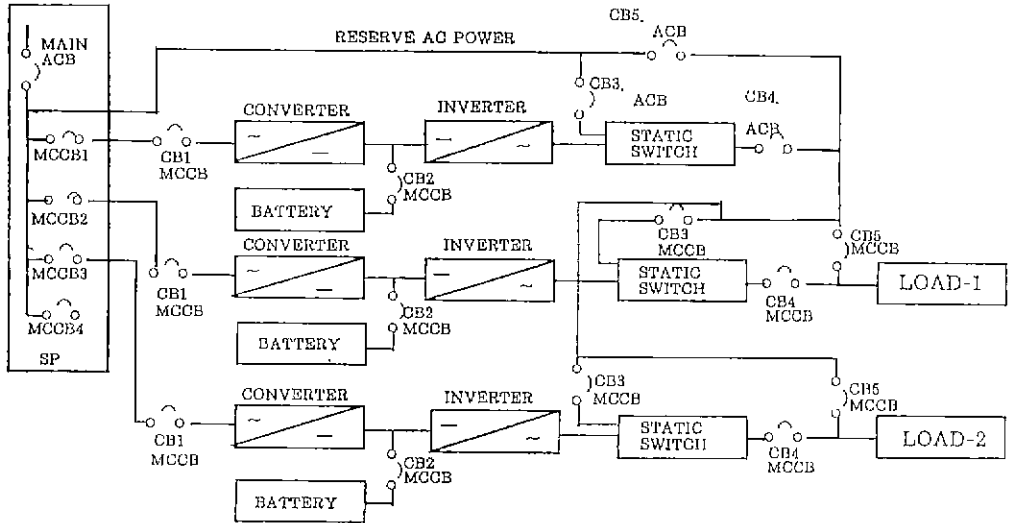 CB5.
ACB
MAIN
ACB
RESERVE AC POWER
CB3.
ACB
CB4.
ACB
CONVERTER
INVERTER
STATIC
SWITCH
MCCB1
CB1
MCCB
CB2
MCCB
BATTERY
MCCB2
CONVERTER
INVERTER
CB3
MCCB
CB5
MCCB
MCCB3
CB1
MCCB
STATIC
SWITCH
CB4
MCCB
LOAD-1
CB2
MCCB
MCCB4
BATTERY
SP
CONVERTER
INVERTER
CB3
MCCB
CB5
MCCB
CB1
MCCB
STATIC
SWITCH
CB4
MCCB
LOAD-2
CB2
MCCB
BATTERY